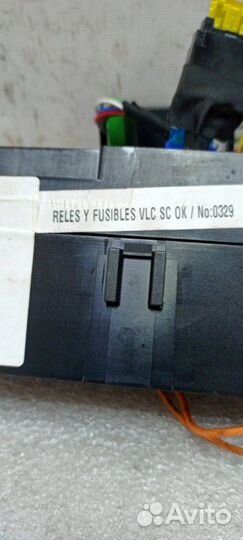 RELES Y FUSIBLES VLC SC OK / No:0329
Avito